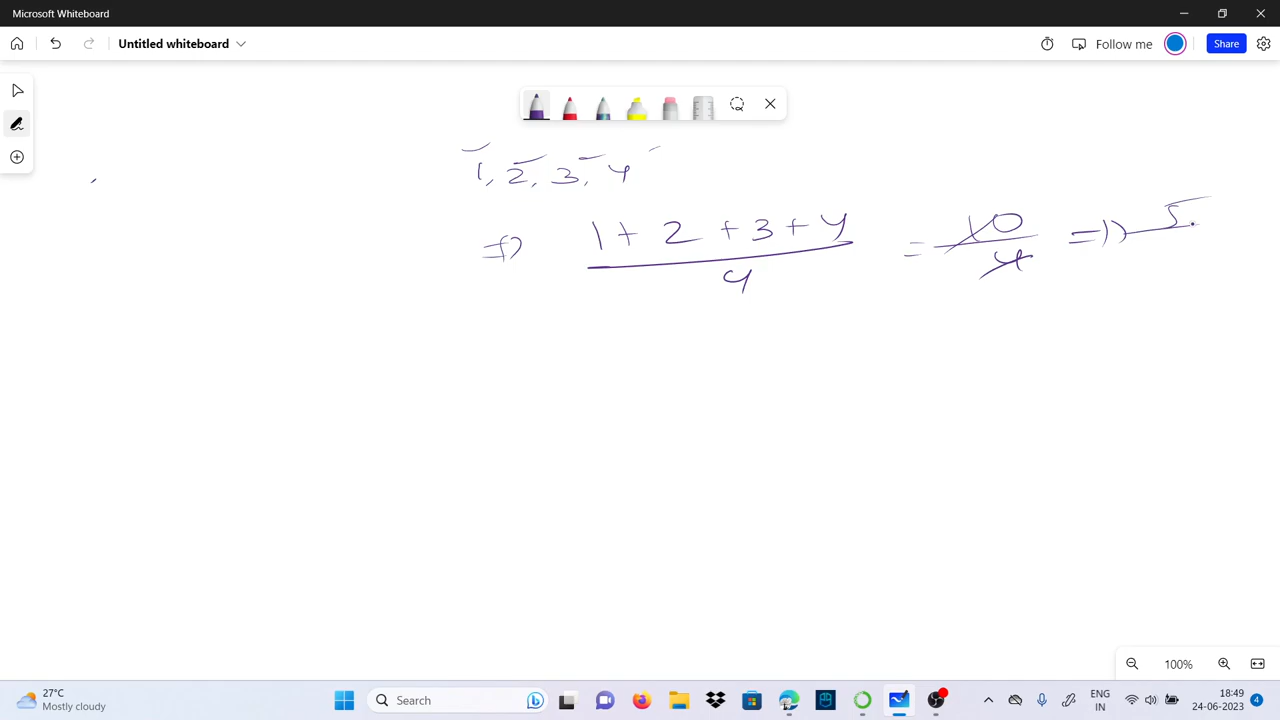 Microsoft Whiteboard
Untitled whiteboard
Follow me
Share
1, 2, 3, 4
⇒ 1 + 2 + 3 + 4 = 10 ⇒ 5
4 4
100%
27°C
Mostly cloudy
Search
ENG
IN
18:49
24-06-2023
4